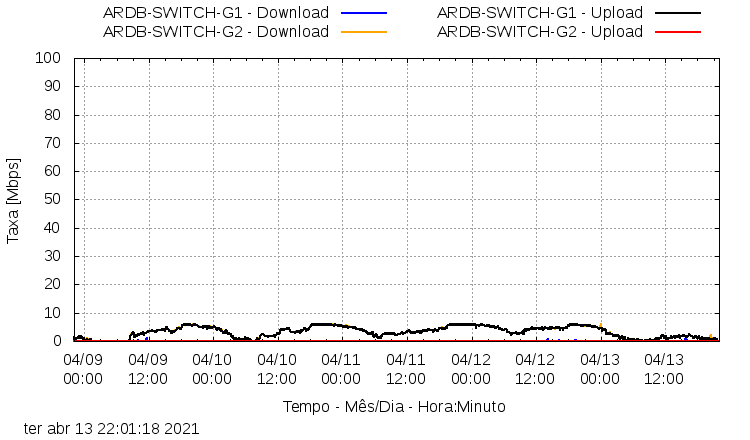 ARDB-SWITCH-G1 - Download ARDB-SWITCH-G1 - Upload
ARDB-SWITCH-G2 - Download ARDB-SWITCH-G2 - Upload
100
90
80
70
60
50
40
30
20
10
0
Taxa [Mbps]
04/09 04/09 04/10 04/10 04/11 04/11 04/12 04/12 04/13 04/13
00:00 12:00 00:00 12:00 00:00 12:00 00:00 12:00 00:00 12:00
Tempo - Mês/Dia - Hora:Minuto
ter abr 13 22:01:18 2021